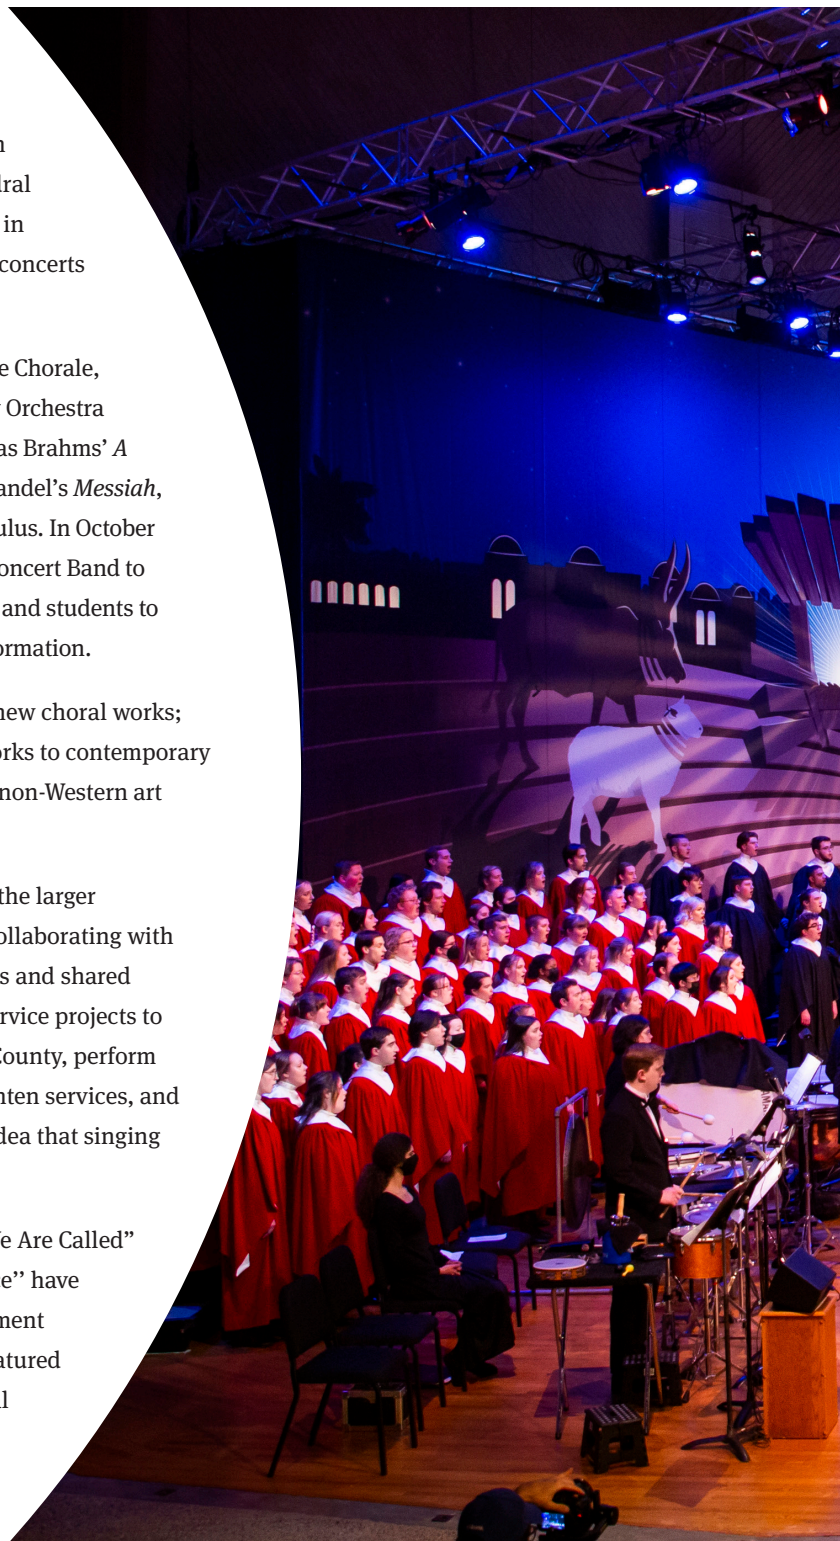 n
dral
in
concerts
e Chorale,
Orchestra
as Brahms’ A
andel’s Messiah,
ulus. In October
oncert Band to
and students to
ormation.
new choral works;
orks to contemporary
non-Western art
the larger
ollaborating with
s and shared
rvice projects to
County, perform
nten services, and
dea that singing
e Are Called”
e’’ have
ment
atured
l